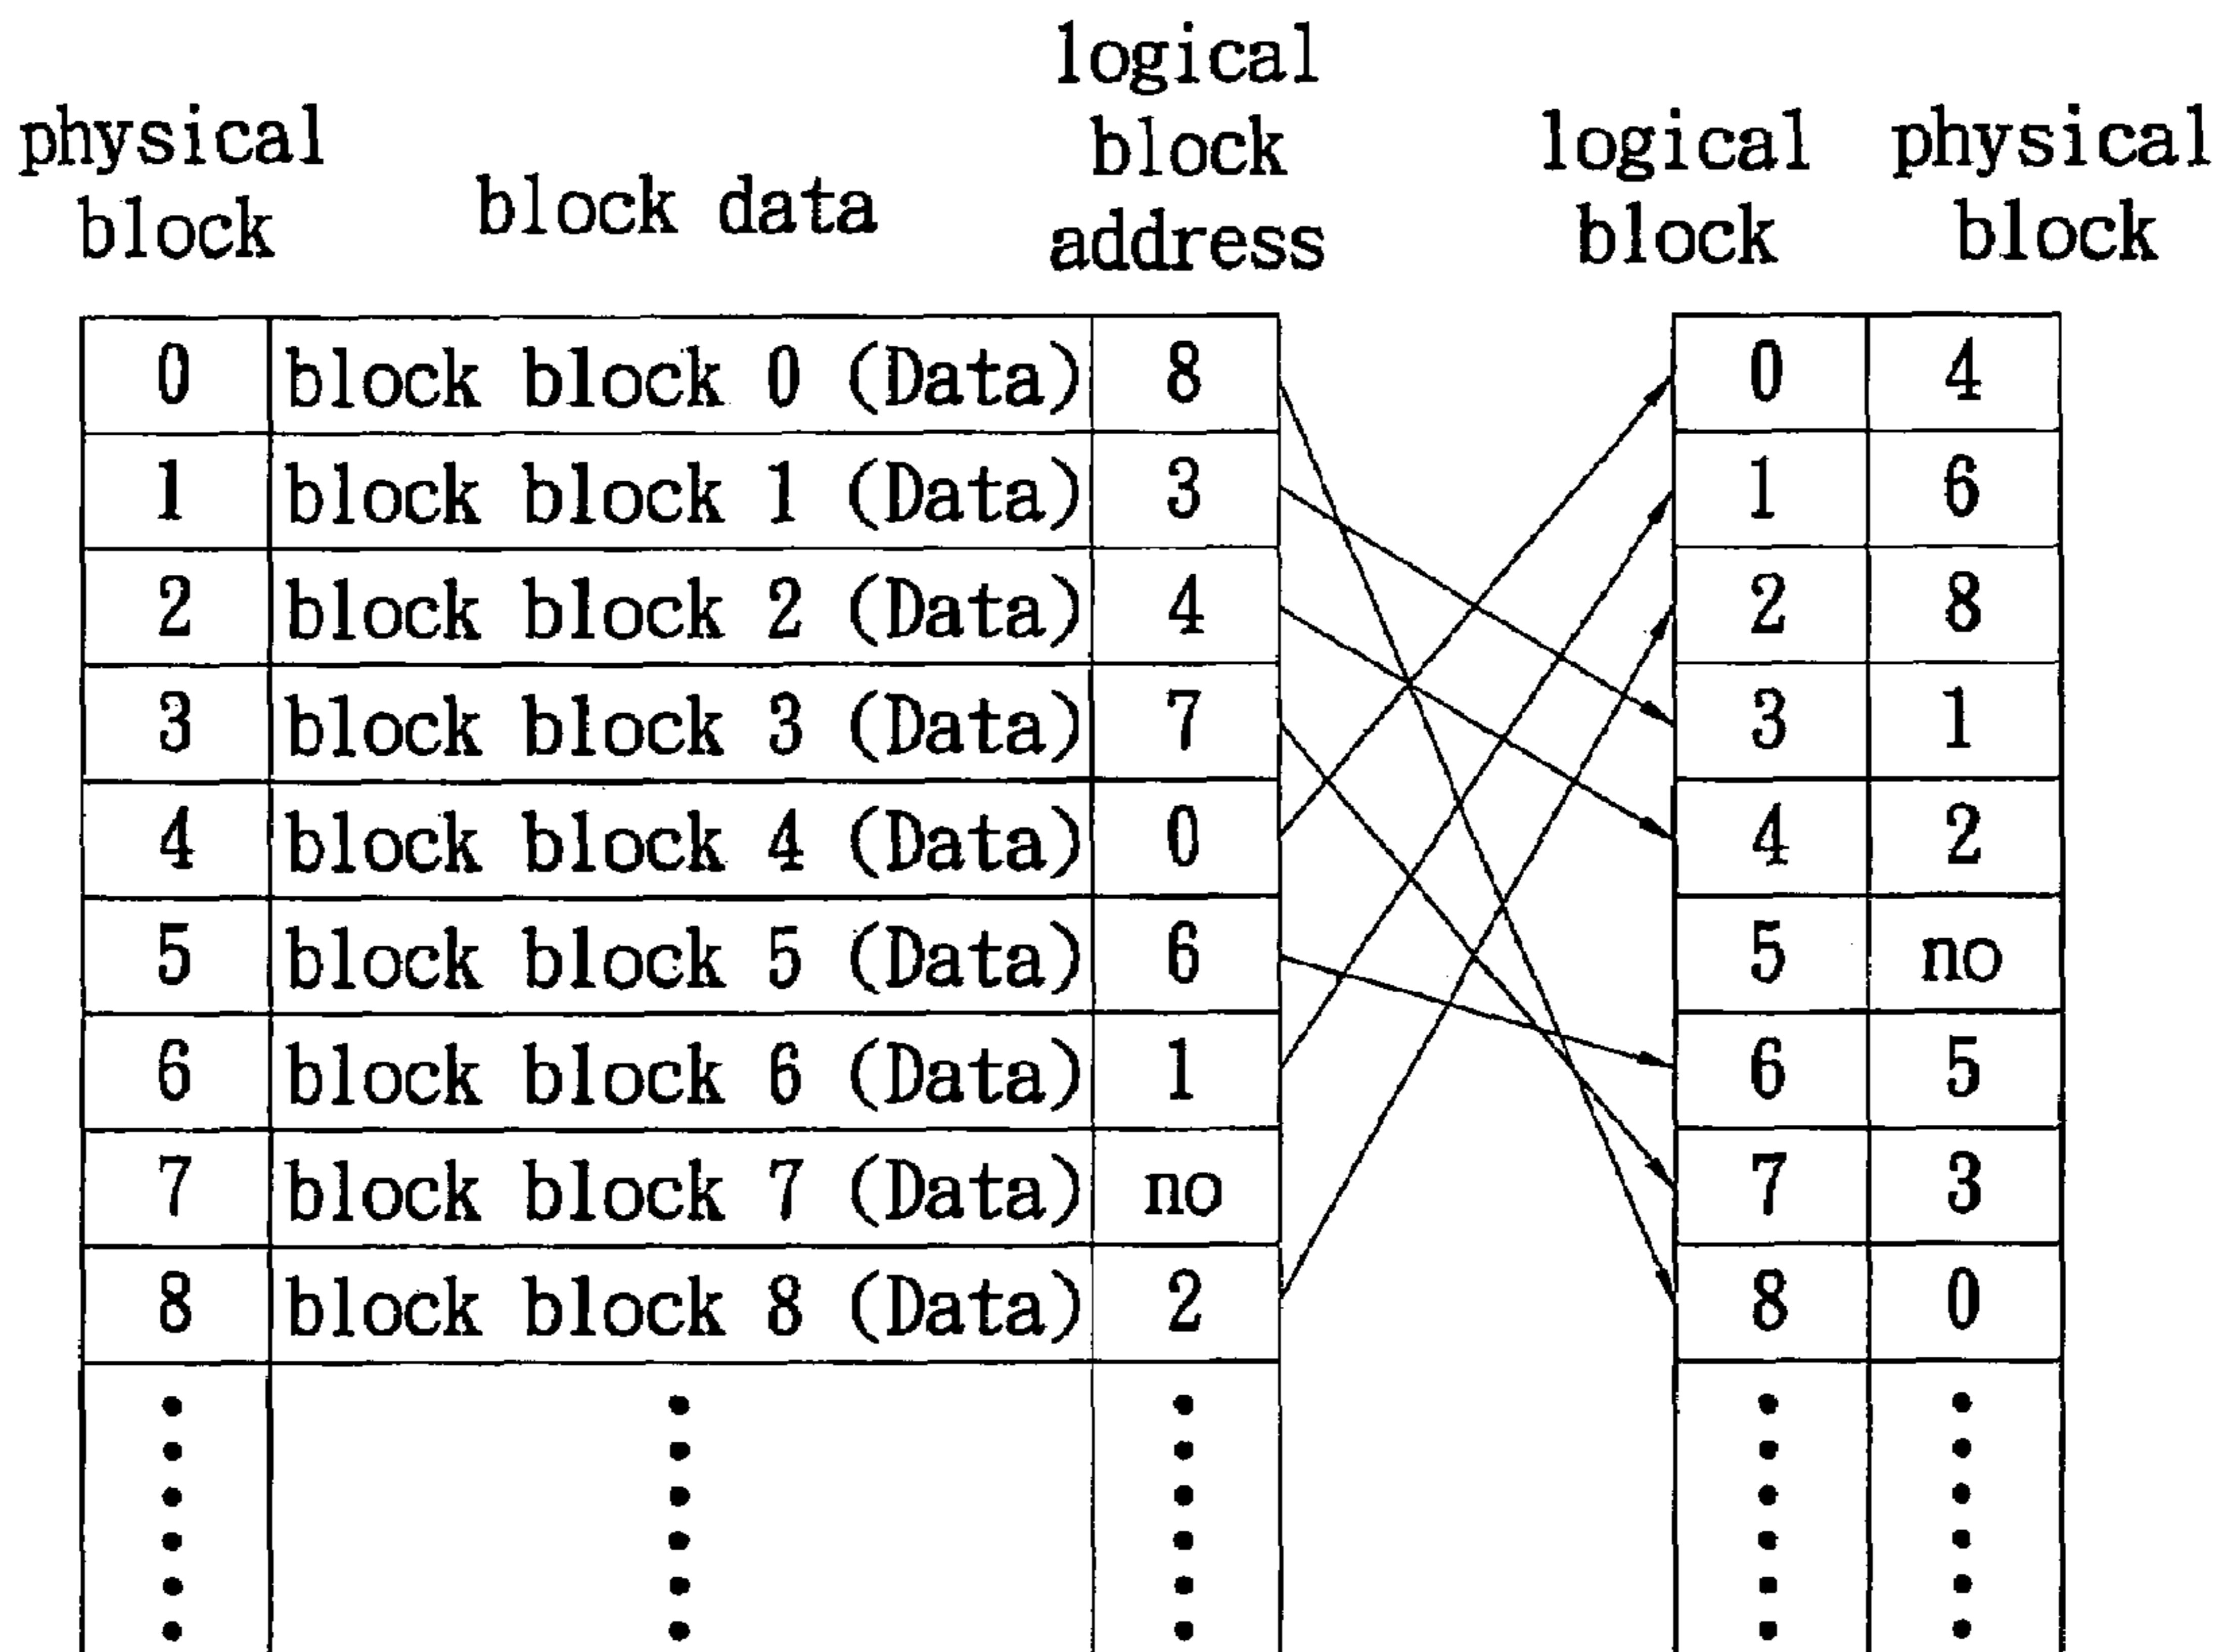 physical block
block data
logical block address
logical block
physical block
0 block block 0 (Data) 8
1 block block 1 (Data) 3
2 block block 2 (Data) 4
3 block block 3 (Data) 7
4 block block 4 (Data) 0
5 block block 5 (Data) 6
6 block block 6 (Data) 1
7 block block 7 (Data) no
8 block block 8 (Data) 2
0 4
1 6
2 8
3 1
4 2
5 no
6 5
7 3
8 0